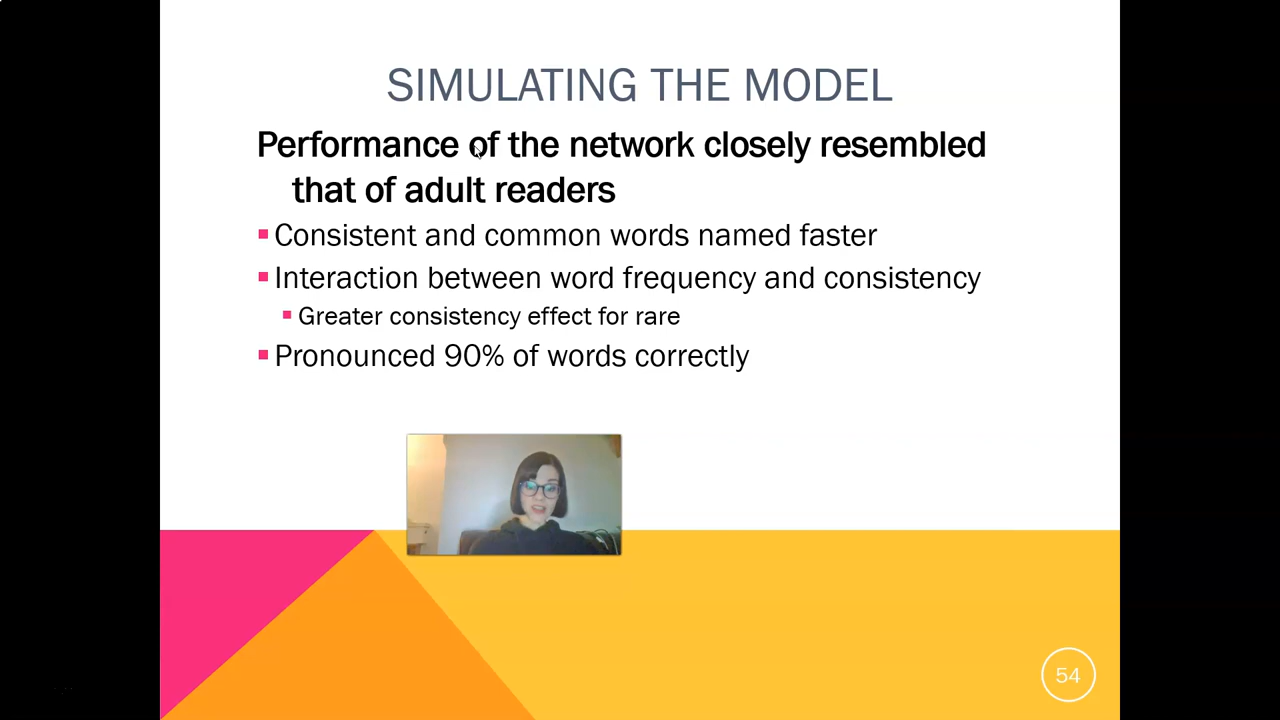 SIMULATING THE MODEL
Performance of the network closely resembled
that of adult readers
Consistent and common words named faster
Interaction between word frequency and consistency
Greater consistency effect for rare
Pronounced 90% of words correctly
54